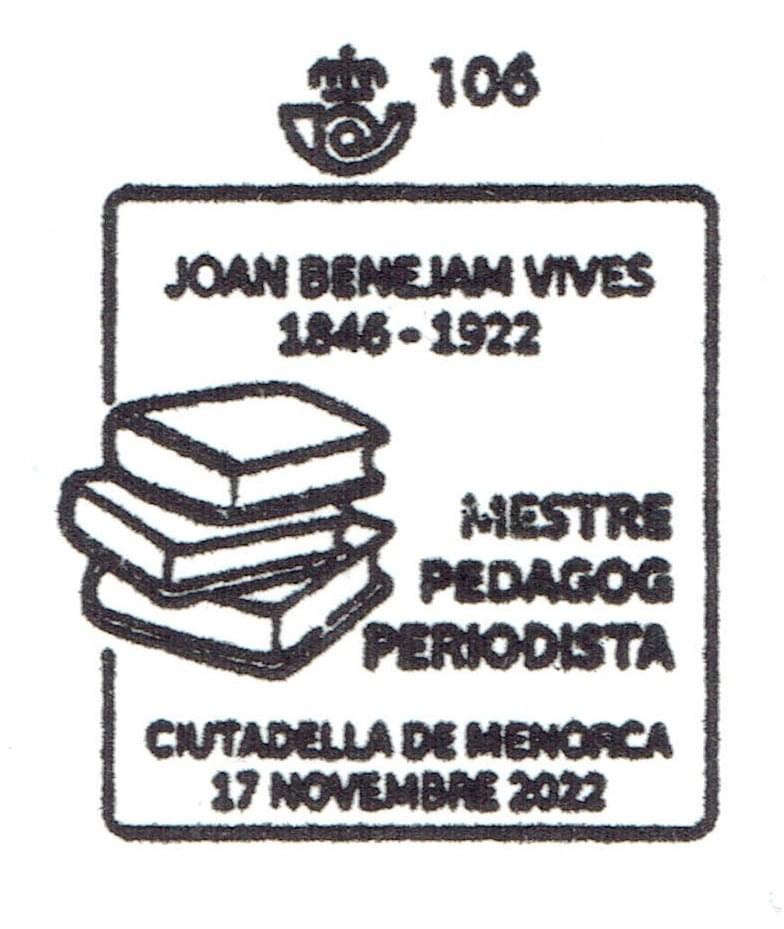 106
JOAN BENEJAM VIVES
1846 - 1922
MESTRE
PEDAGOG
PERIODISTA
CIUTADELLA DE MENORCA
17 NOVEMBRE 2022